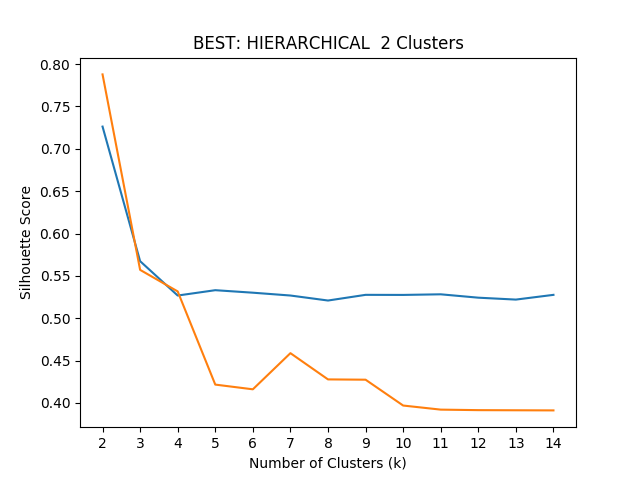 BEST: HIERARCHICAL  2 Clusters
0.80
0.75
0.70
0.65
0.60
0.55
0.50
0.45
0.40
Silhouette Score
2 3 4 5 6 7 8 9 10 11 12 13 14
Number of Clusters (k)